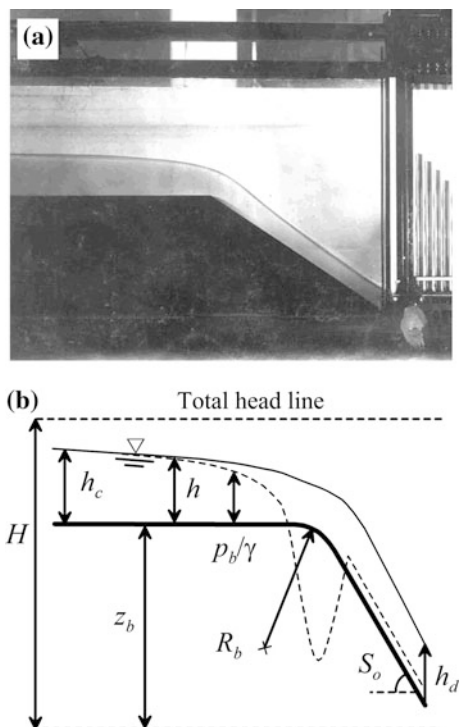 (a)
(b)
Total head line
h_c
h
H
p_b/γ
z_b
R_b
S_o
h_d